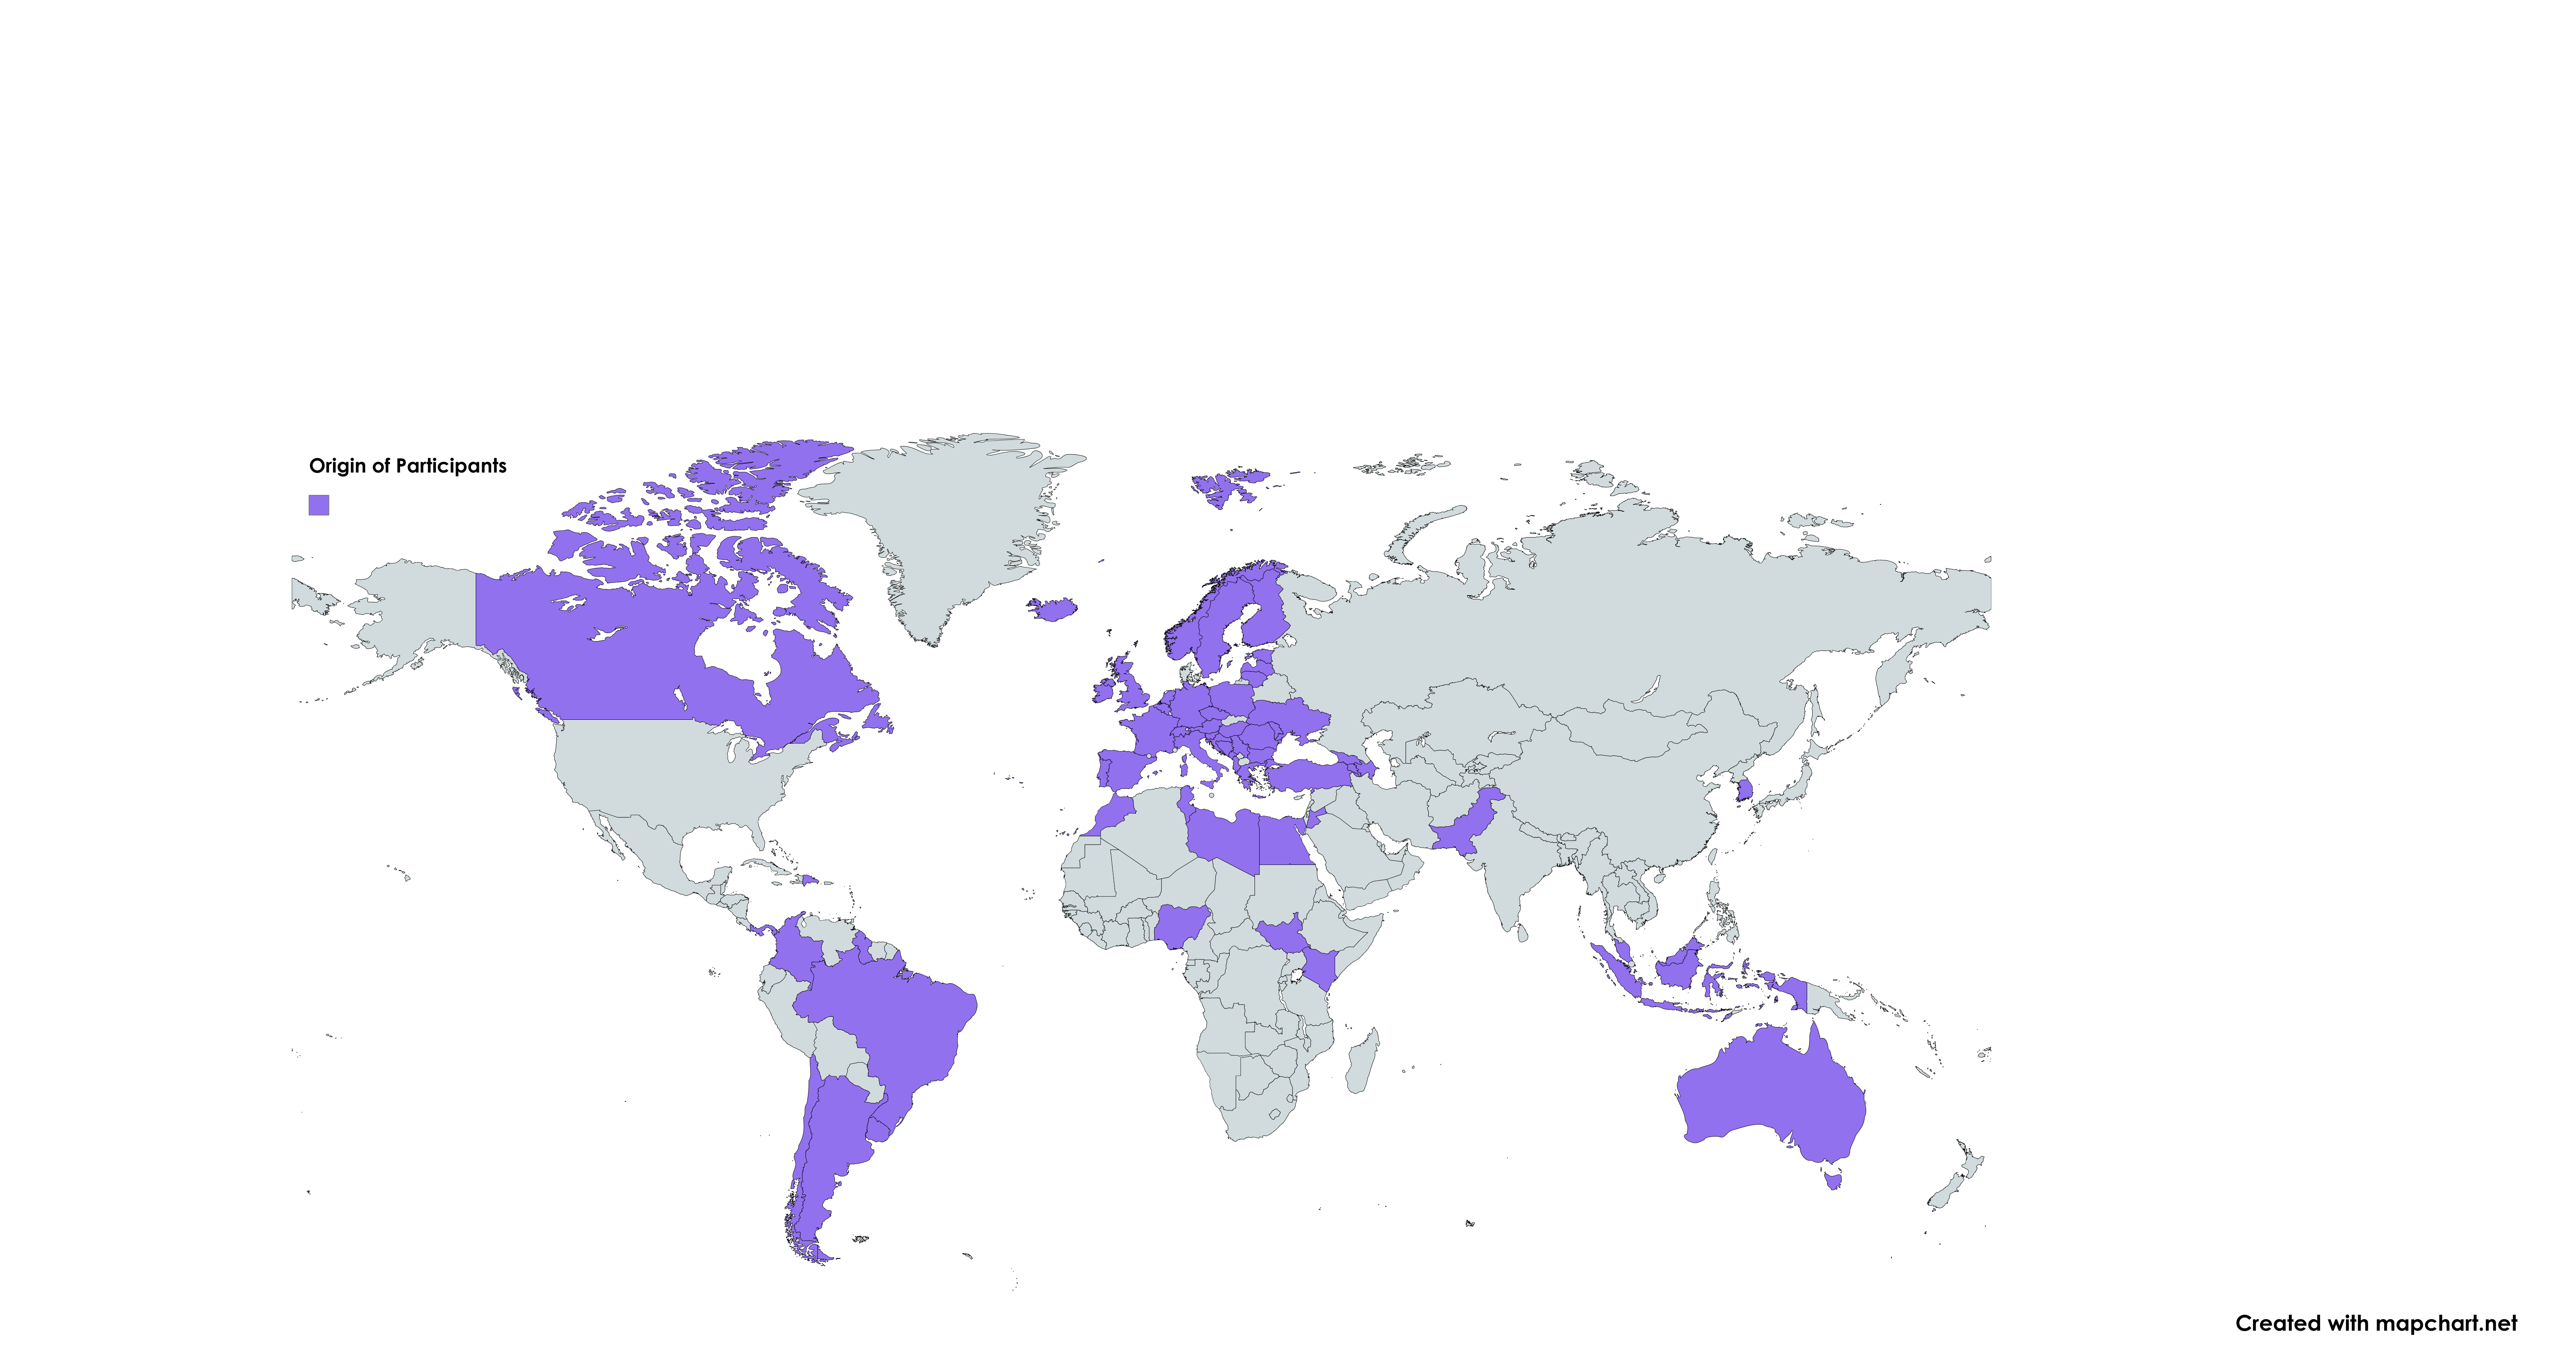 Origin of Participants
Created with mapchart.net